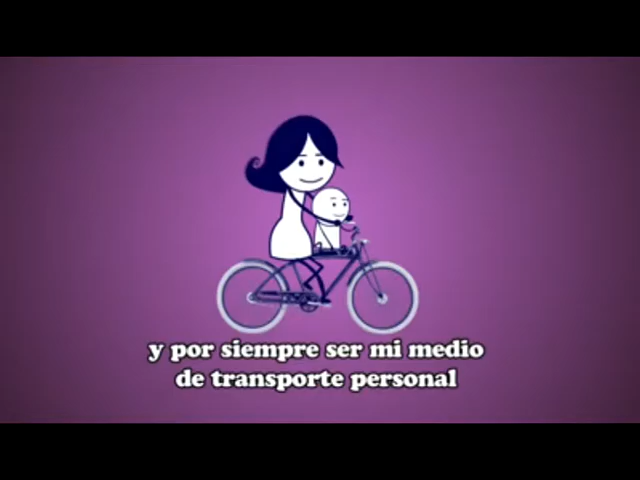 y por siempre ser mi medio
de transporte personal